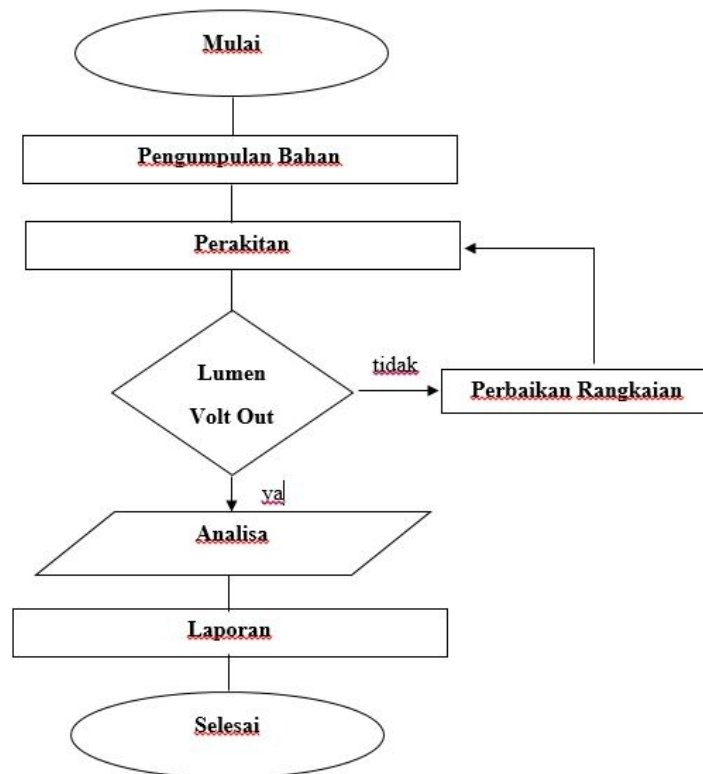 Mulai
Pengumpulan Bahan
Perakitan
Lumen
Volt Out
tidak
Perbaikan Rangkaian
ya
Analisa
Laporan
Selesai